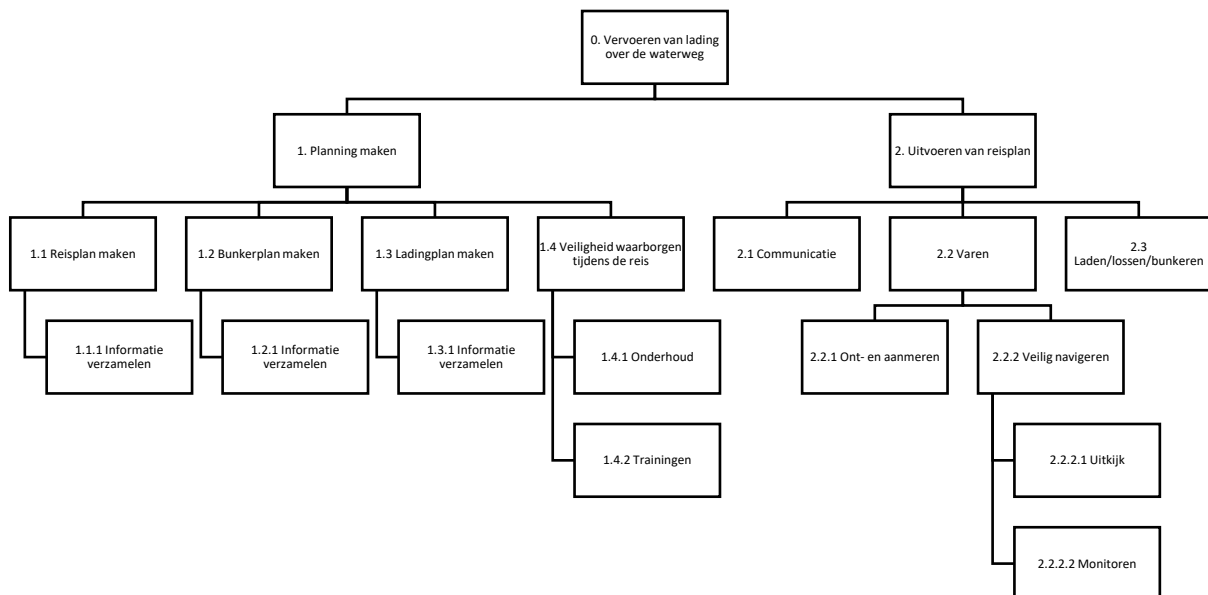 0. Vervoeren van lading
over de waterweg
1. Planning maken
2. Uitvoeren van reisplan
1.1 Reisplan maken
1.2 Bunkerplan maken
1.3 Ladingplan maken
1.4 Veiligheid waarborgen
tijdens de reis
2.1 Communicatie
2.2 Varen
2.3
Laden/lossen/bunkeren
1.1.1 Informatie
verzamelen
1.2.1 Informatie
verzamelen
1.3.1 Informatie
verzamelen
1.4.1 Onderhoud
2.2.1 Ont- en aanmeren
2.2.2 Veilig navigeren
1.4.2 Trainingen
2.2.2.1 Uitkijk
2.2.2.2 Monitoren